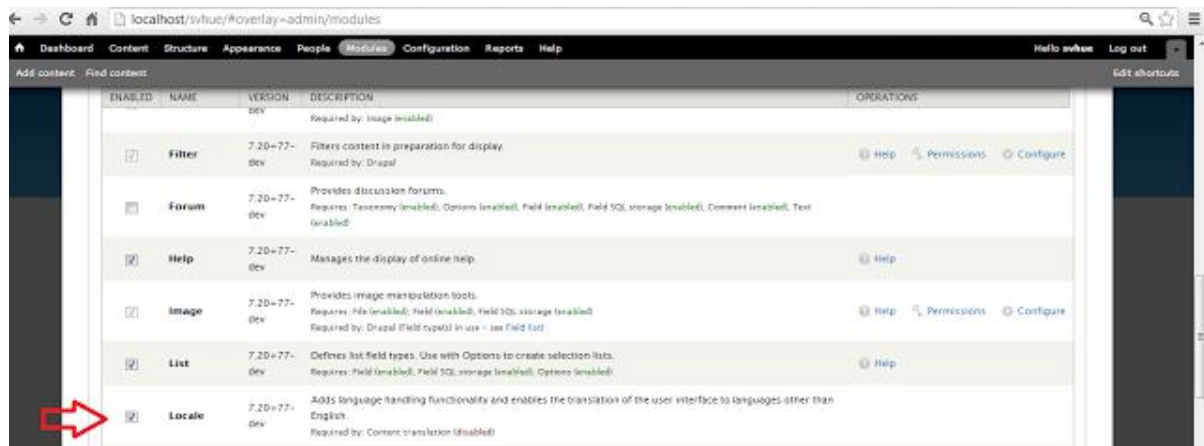 localhost/svhue/#overlay=admin/modules
Dashboard Content Structure Appearance People Modules Configuration Reports Help Hello svhue Log out
Add content Find content Edit shortcuts
ENABLED NAME VERSION DESCRIPTION OPERATIONS
dev
Required by: Image (enabled)
Filter 7.20+77-dev Filters content in preparation for display. Help Permissions Configure
Required by: Drupal
Forum 7.20+77-dev Provides discussion forums.
Requires: Taxonomy (enabled), Options (enabled), Field (enabled), Field SQL storage (enabled), Comment (enabled), Text
(enabled)
Help 7.20+77-dev Manages the display of online help. Help
Image 7.20+77-dev Provides image manipulation tools. Help Permissions Configure
Requires: File (enabled), Field (enabled), Field SQL storage (enabled)
Required by: Drupal (Field type(s) in use - see Field list)
List 7.20+77-dev Defines list field types. Use with Options to create selection lists. Help
Requires: Field (enabled), Field SQL storage (enabled), Options (enabled)
Locale 7.20+77-dev Adds language handling functionality and enables the translation of the user interface to languages other than
English.
Required by: Content translation (disabled)